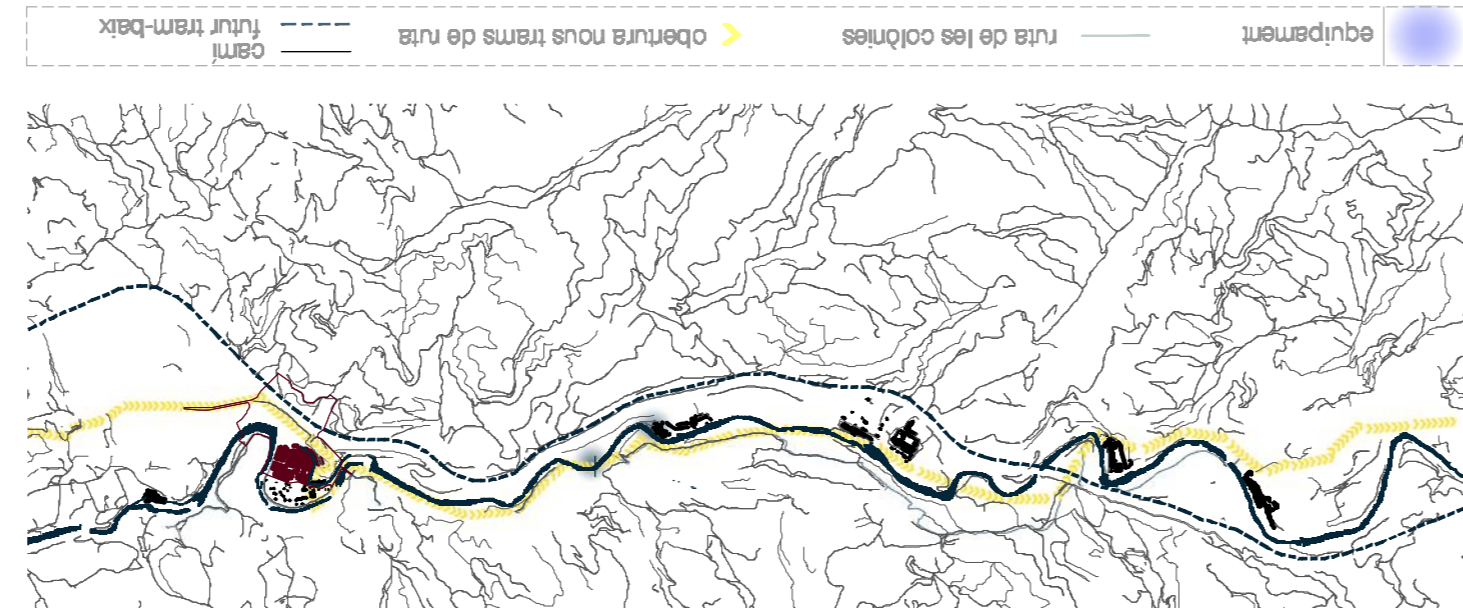 equipament
ruta de les colònies
obertura nous trams de ruta
camí
futur tram-baix